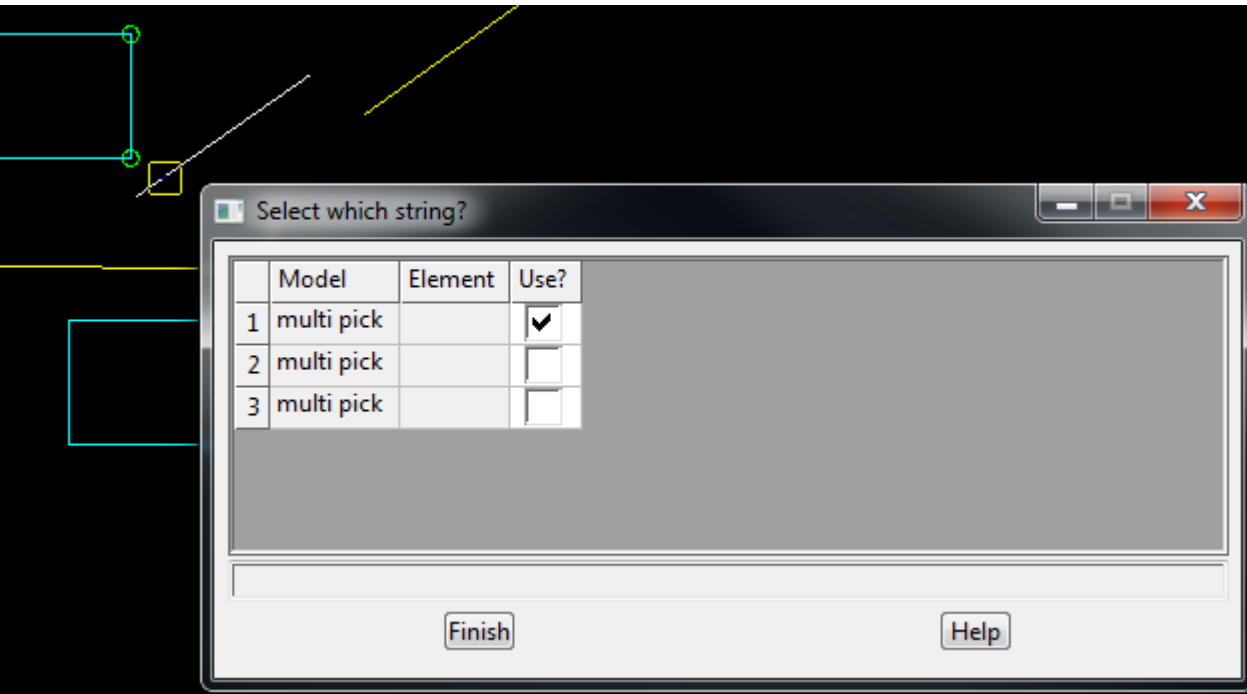 Select which string?
Model Element Use?
1 multi pick
2 multi pick
3 multi pick
Finish Help